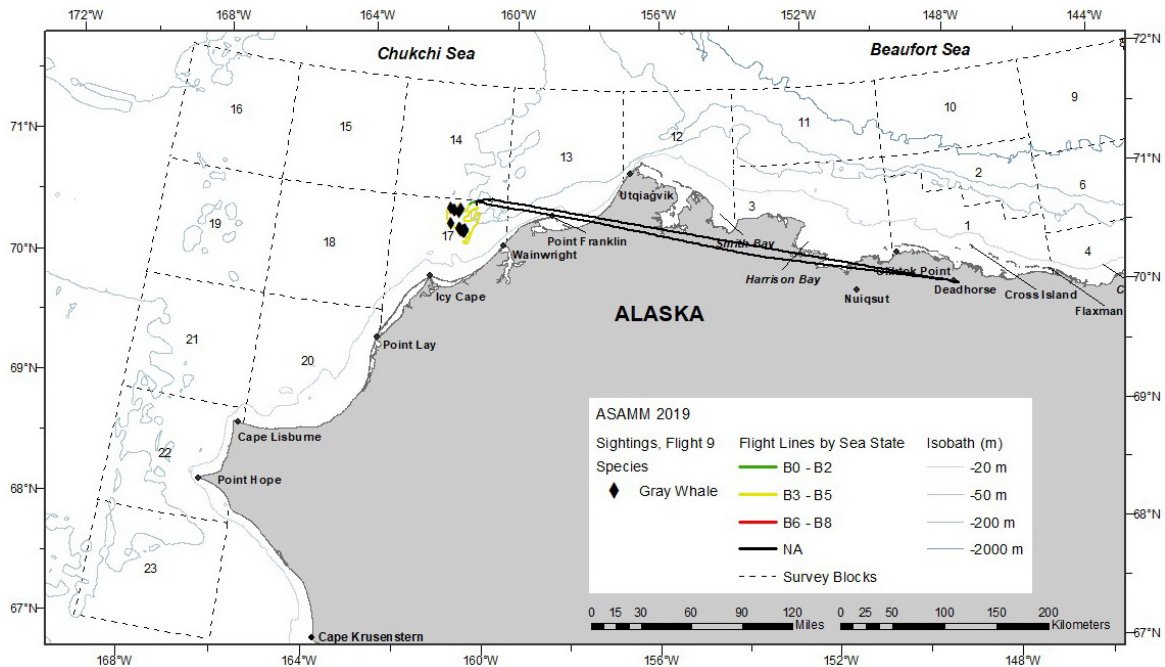 172°W 168°W 164°W 160°W 156°W 152°W 148°W 144°W
72°N
Chukchi Sea Beaufort Sea
16 15 14 13 12 11 10 9
71°N 71°N
2 6
Utqiaġvik
3 1 4
19 18 17
Smith Bay
Point Franklin
70°N 70°N
Wainwright
Harrison Bay
Oliktok Point
Deadhorse
Cross Island
Flaxman
Nuiqsut
Icy Cape
ALASKA
Point Lay
21 20
69°N 69°N
Cape Lisburne
22
Point Hope
68°N 68°N
23
67°N 67°N
Cape Krusenstern
ASAMM 2019
Sightings, Flight 9
Species
Gray Whale
Flight Lines by Sea State
B0 - B2
B3 - B5
B6 - B8
NA
Survey Blocks
Isobath (m)
-20 m
-50 m
-200 m
-2000 m
0 15 30 60 90 120
Miles
0 25 50 100 150 200
Kilometers
168°W 164°W 160°W 156°W 152°W 148°W